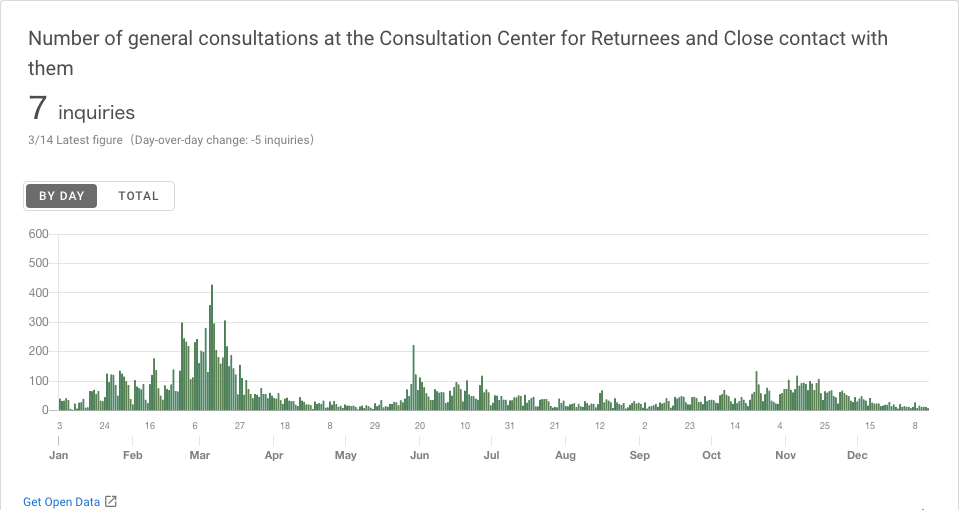 Number of general consultations at the Consultation Center for Returnees and Close contact with
them
7 inquiries
3/14 Latest figure (Day-over-day change: -5 inquiries)
BY DAY TOTAL
600
500
400
300
200
100
0
3 24 16 6 27 18 8 29 20 10 31 21 12 2 23 14 4 25 15 8
Jan Feb Mar Apr May Jun Jul Aug Sep Oct Nov Dec
Get Open Data